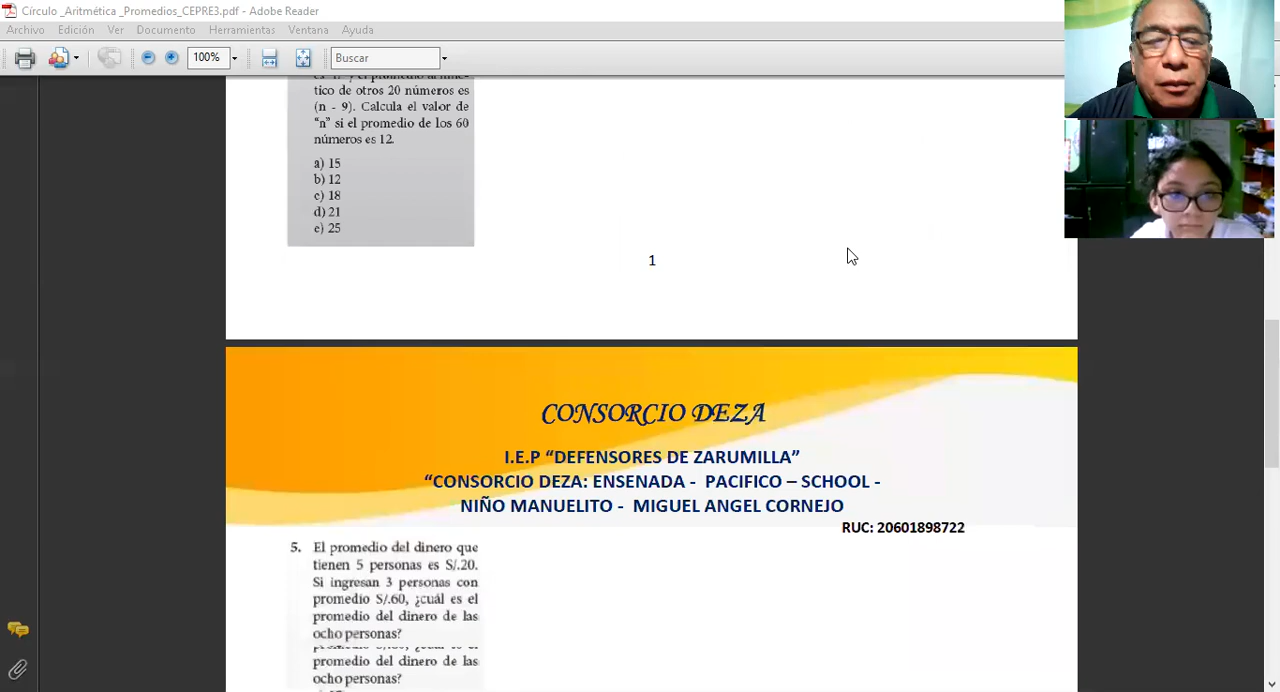 Círculo _Aritmética _Promedios_CEPRE3.pdf - Adobe Reader
Archivo Edición Ver Documento Herramientas Ventana Ayuda
100% Buscar
tico de otros 20 números es
(n - 9). Calcula el valor de
"n" si el promedio de los 60
números es 12.
a) 15
b) 12
c) 18
d) 21
e) 25
1
CONSORCIO DEZA
I.E.P “DEFENSORES DE ZARUMILLA”
“CONSORCIO DEZA: ENSENADA - PACIFICO – SCHOOL -
NIÑO MANUELITO - MIGUEL ANGEL CORNEJO
RUC: 20601898722
5. El promedio del dinero que
tienen 5 personas es S/.20.
Si ingresan 3 personas con
promedio S/.60, ¿cuál es el
promedio del dinero de las
ocho personas?
promedio del dinero de las
ocho personas?